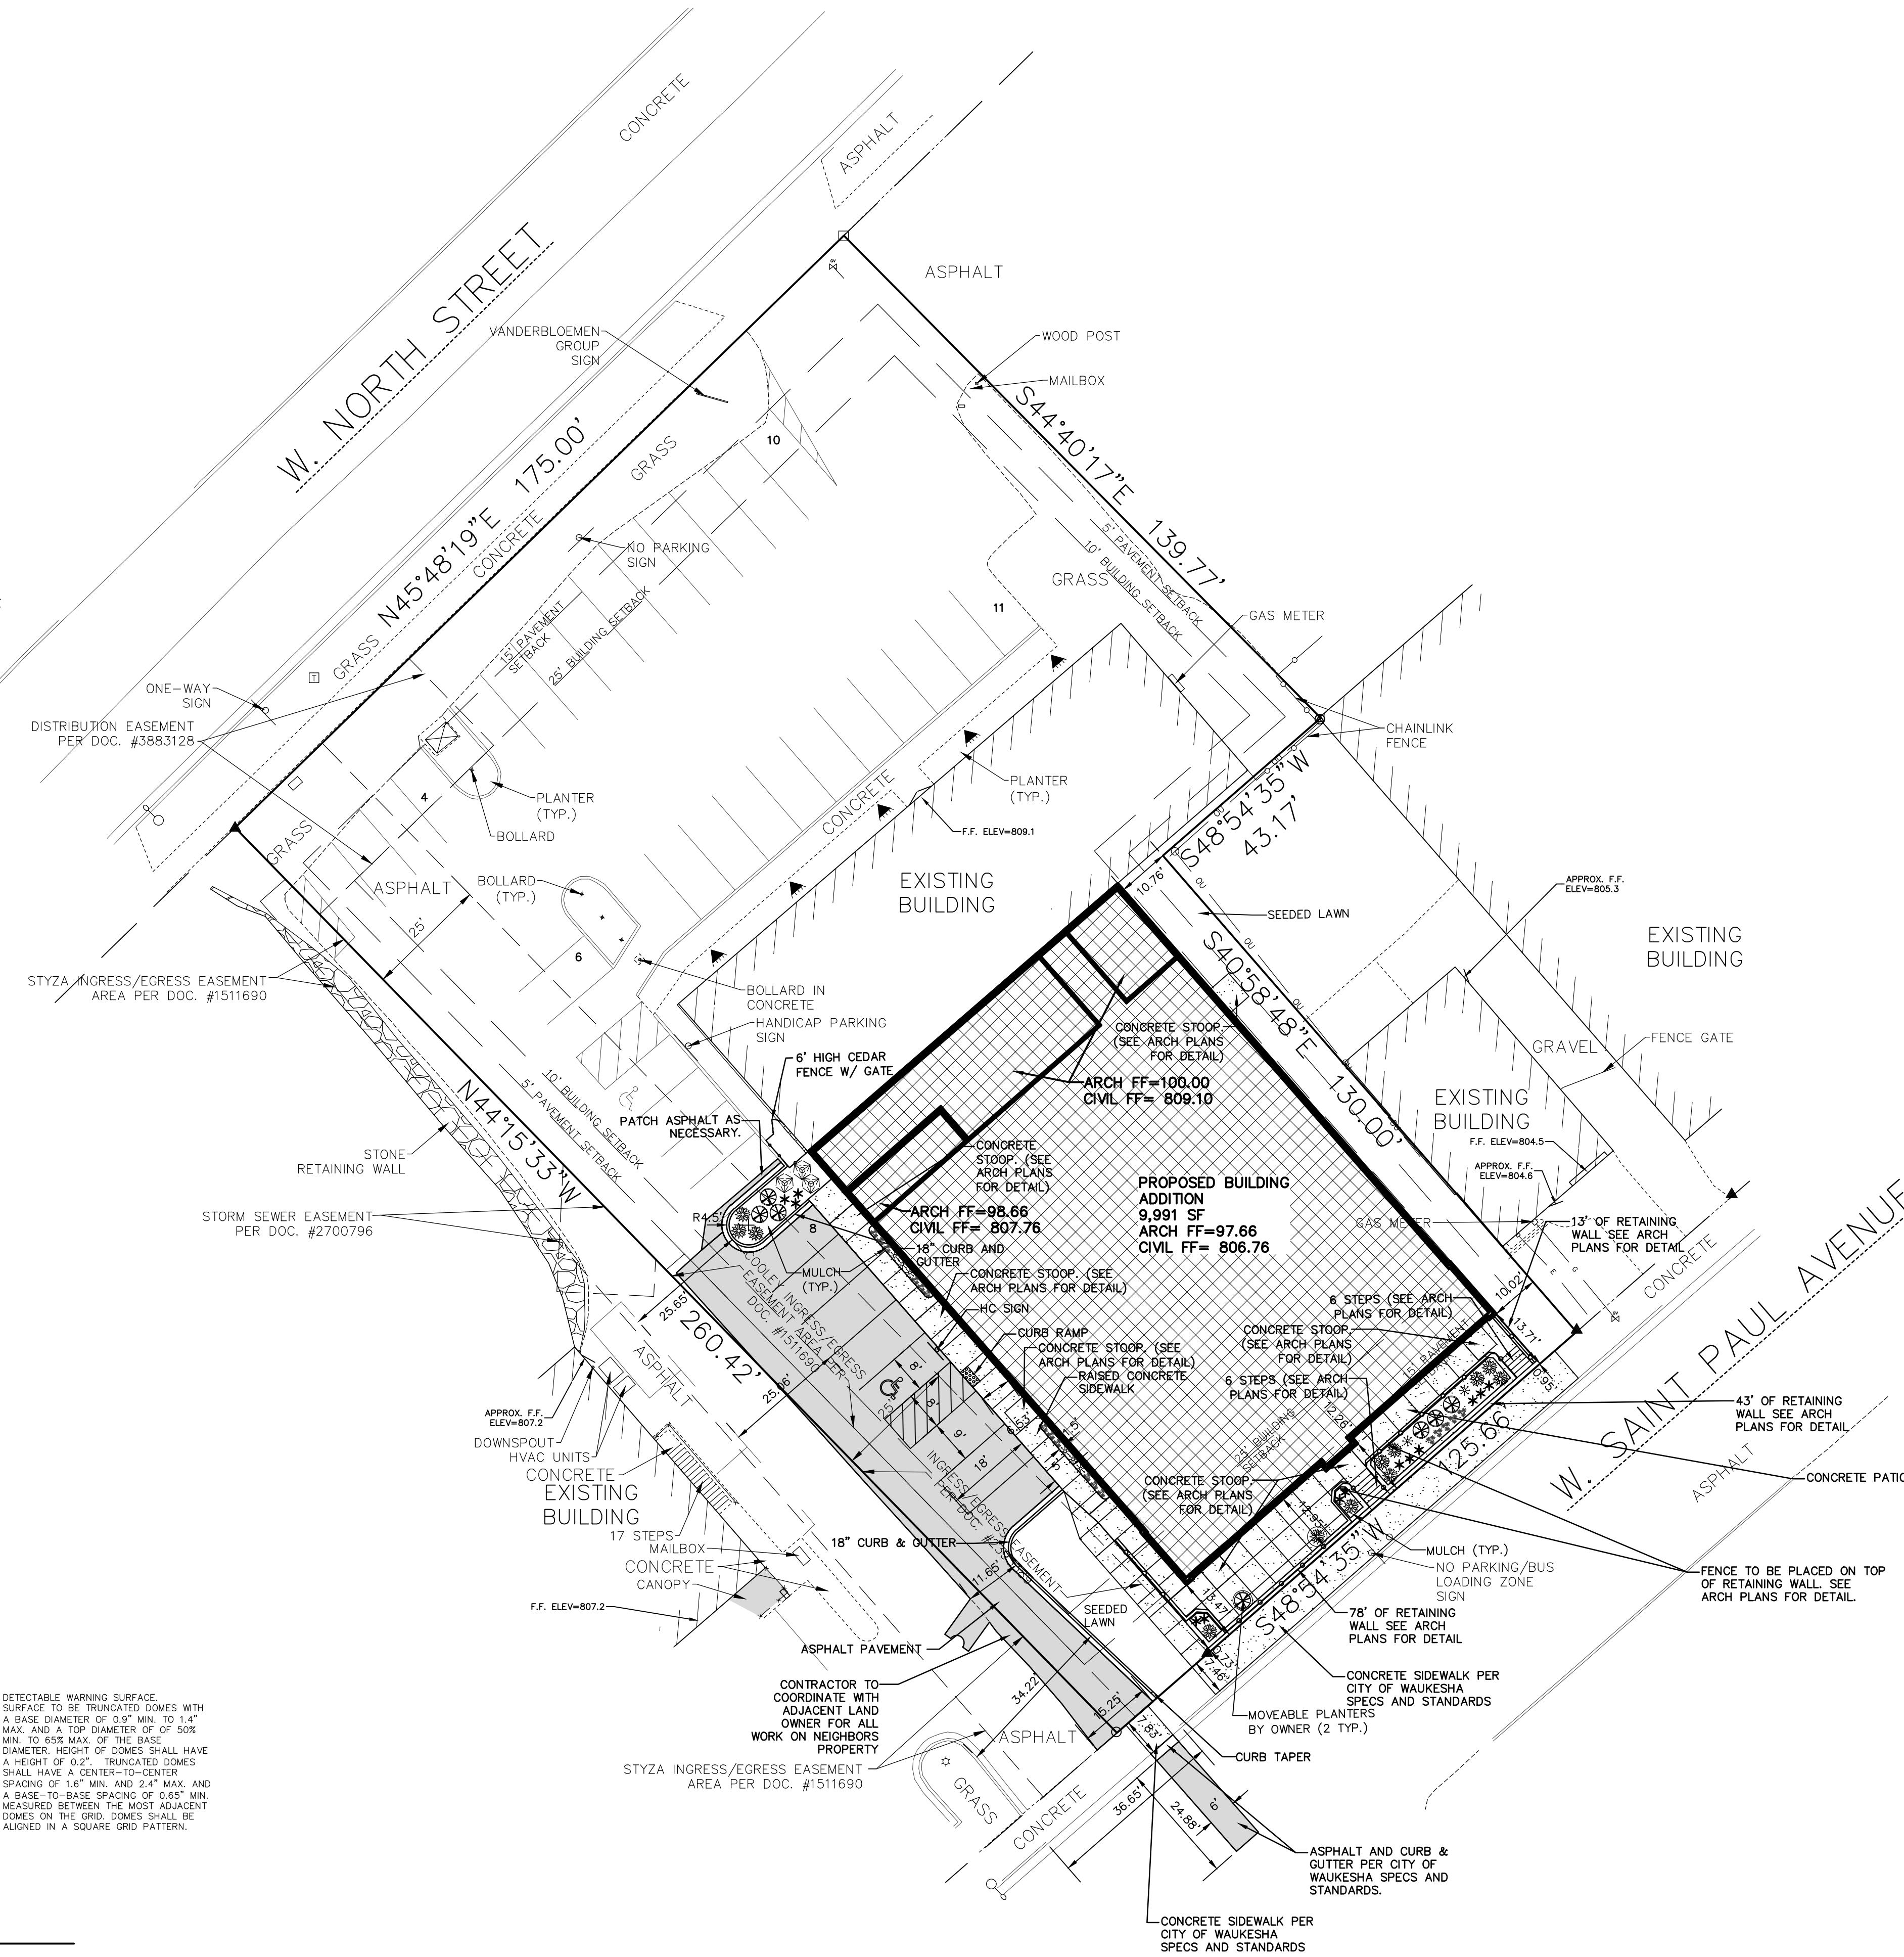 CONCRETE
ASPHALT
W. NORTH STREET
ASPHALT
VANDERBLOEMEN
GROUP
SIGN
WOOD POST
MAILBOX
S44°40'17"E 139.77'
10
GRASS
N45°48'19"E 175.00'
CONCRETE
NO PARKING
SIGN
5' PAVEMENT SETBACK
10' BUILDING SETBACK
GRASS
11
GAS METER
15' PAVEMENT
SETBACK
25' BUILDING SETBACK
GRASS
T
ONE-WAY
SIGN
DISTRIBUTION EASEMENT
PER DOC. #3883128
CHAINLINK
FENCE
4
PLANTER
(TYP.)
BOLLARD
PLANTER
(TYP.)
CONCRETE
F.F. ELEV=809.1
S48°54'35"W
43.17'
OU
GRASS
ASPHALT
BOLLARD
(TYP.)
EXISTING
BUILDING
10.76'
OU
APPROX. F.F.
ELEV=805.3
SEEDED LAWN
25'
6
OU
S40°58'48"E 130.00'
EXISTING
BUILDING
STYZA INGRESS/EGRESS EASEMENT
AREA PER DOC. #1511690
BOLLARD IN
CONCRETE
OU
HANDICAP PARKING
SIGN
CONCRETE STOOP.
(SEE ARCH PLANS
FOR DETAIL)
GRAVEL
FENCE GATE
6' HIGH CEDAR
FENCE W/ GATE
ARCH FF=100.00
CIVIL FF= 809.10
EXISTING
BUILDING
N44°15'33"W
10' BUILDING SETBACK
5' PAVEMENT SETBACK
PATCH ASPHALT AS
NECESSARY.
F.F. ELEV=804.5
STONE
RETAINING WALL
CONCRETE
STOOP. (SEE
ARCH PLANS
FOR DETAIL)
APPROX. F.F.
ELEV=804.6
PROPOSED BUILDING
ADDITION
9,991 SF
ARCH FF=97.66
CIVIL FF= 806.76
STORM SEWER EASEMENT
PER DOC. #2700796
R4.5'
8
ARCH FF=98.66
CIVIL FF= 807.76
GAS METER
13' OF RETAINING
WALL SEE ARCH
PLANS FOR DETAIL
E
G
18" CURB AND
GUTTER
MULCH
(TYP.)
CONCRETE STOOP. (SEE
ARCH PLANS FOR DETAIL)
CONCRETE
W. SAINT PAUL AVENUE
COOLEY INGRESS/EGRESS
EASEMENT AREA PER
DOC. #1511690
25.65'
260.42'
HC SIGN
10.02'
6 STEPS (SEE ARCH
PLANS FOR DETAIL)
13.71'
CURB RAMP
CONCRETE STOOP.
(SEE ARCH PLANS
FOR DETAIL)
15' PAVEMENT
CONCRETE STOOP. (SEE
ARCH PLANS FOR DETAIL)
RAISED CONCRETE
SIDEWALK
ASPHALT
8'
8'
25.06'
6 STEPS (SEE ARCH
PLANS FOR DETAIL)
43' OF RETAINING
WALL SEE ARCH
PLANS FOR DETAIL
125.66'
12.26'
25' BUILDING
SETBACK
6.53'
9'
18'
APPROX. F.F.
ELEV=807.2
DOWNSPOUT
HVAC UNITS
INGRESS/EGRESS EASEMENT
CONCRETE
EXISTING
BUILDING
CONCRETE STOOP.
(SEE ARCH PLANS
FOR DETAIL)
CONCRETE PATIO
ASPHALT
17 STEPS
MAILBOX
CONCRETE
CANOPY
18" CURB & GUTTER
11.65'
S48°54'35"W
MULCH (TYP.)
NO PARKING/BUS
LOADING ZONE
SIGN
FENCE TO BE PLACED ON TOP
OF RETAINING WALL. SEE
ARCH PLANS FOR DETAIL.
F.F. ELEV=807.2
13.47'
SEEDED
LAWN
78' OF RETAINING
WALL SEE ARCH
PLANS FOR DETAIL
ASPHALT PAVEMENT
7.46'
CONTRACTOR TO
COORDINATE WITH
ADJACENT LAND
OWNER FOR ALL
WORK ON NEIGHBORS
PROPERTY
34.22'
15.25'
CONCRETE SIDEWALK PER
CITY OF WAUKESHA
SPECS AND STANDARDS
MOVEABLE PLANTERS
BY OWNER (2 TYP.)
7.83'
ASPHALT
CURB TAPER
STYZA INGRESS/EGRESS EASEMENT
AREA PER DOC. #1511690
GRASS
CONCRETE
36.65'
24.88'
6'
ASPHALT AND CURB &
GUTTER PER CITY OF
WAUKESHA SPECS AND
STANDARDS.
CONCRETE SIDEWALK PER
CITY OF WAUKESHA
SPECS AND STANDARDS
DETECTABLE WARNING SURFACE.
SURFACE TO BE TRUNCATED DOMES WITH
A BASE DIAMETER OF 0.9" MIN. TO 1.4"
MAX. AND A TOP DIAMETER OF OF 50%
MIN. TO 65% MAX. OF THE BASE
DIAMETER. HEIGHT OF DOMES SHALL HAVE
A HEIGHT OF 0.2". TRUNCATED DOMES
SHALL HAVE A CENTER-TO-CENTER
SPACING OF 1.6" MIN. AND 2.4" MAX. AND
A BASE-TO-BASE SPACING OF 0.65" MIN.
MEASURED BETWEEN THE MOST ADJACENT
DOMES ON THE GRID. DOMES SHALL BE
ALIGNED IN A SQUARE GRID PATTERN.